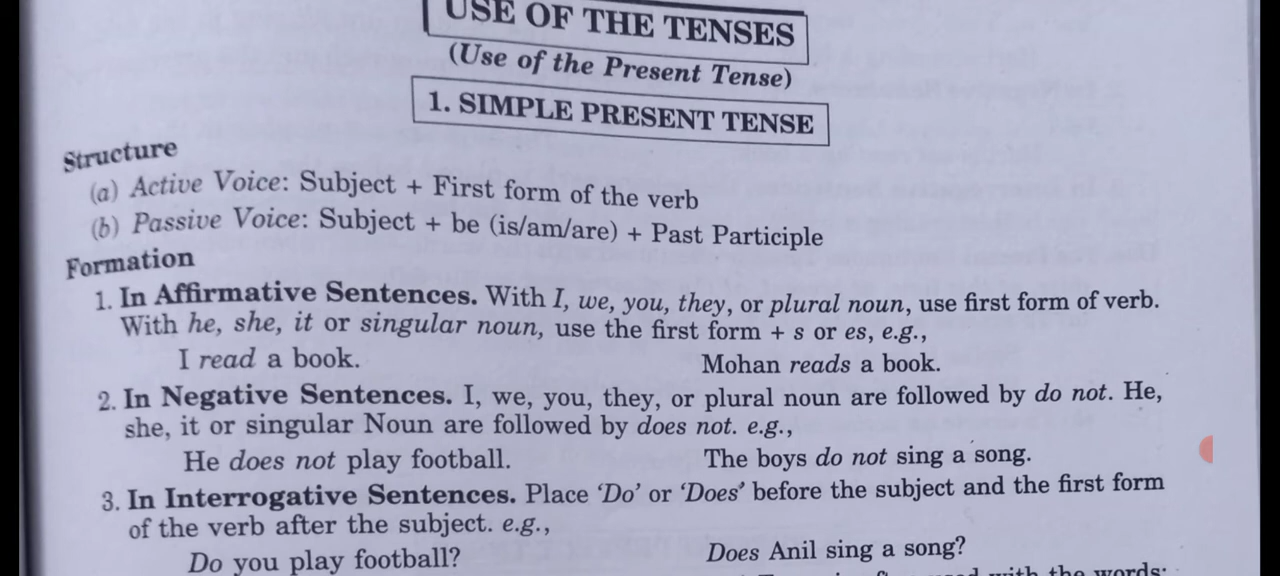 USE OF THE TENSES
(Use of the Present Tense)
1. SIMPLE PRESENT TENSE
Structure
(a) Active Voice: Subject + First form of the verb
(b) Passive Voice: Subject + be (is/am/are) + Past Participle
Formation
1. In Affirmative Sentences. With I, we, you, they, or plural noun, use first form of verb.
With he, she, it or singular noun, use the first form + s or es, e.g.,
I read a book. Mohan reads a book.
2. In Negative Sentences. I, we, you, they, or plural noun are followed by do not. He,
she, it or singular Noun are followed by does not. e.g.,
He does not play football. The boys do not sing a song.
3. In Interrogative Sentences. Place ‘Do’ or ‘Does’ before the subject and the first form
of the verb after the subject. e.g.,
Do you play football? Does Anil sing a song?
with the words: